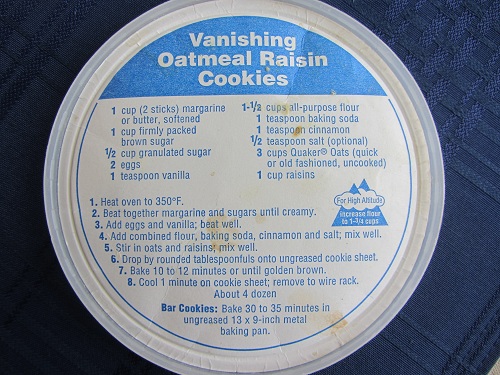 Vanishing
Oatmeal Raisin
Cookies
1 cup (2 sticks) margarine
or butter, softened
1 cup firmly packed
brown sugar
1/2 cup granulated sugar
2 eggs
1 teaspoon vanilla
1-1/2 cups all-purpose flour
1 teaspoon baking soda
1 teaspoon cinnamon
1/2 teaspoon salt (optional)
3 cups Quaker® Oats (quick
or old fashioned, uncooked)
1 cup raisins
For High Altitude
increase flour
to 1-3/4 cups
1. Heat oven to 350°F.
2. Beat together margarine and sugars until creamy.
3. Add eggs and vanilla; beat well.
4. Add combined flour, baking soda, cinnamon and salt; mix well.
5. Stir in oats and raisins; mix well.
6. Drop by rounded tablespoonfuls onto ungreased cookie sheet.
7. Bake 10 to 12 minutes or until golden brown.
8. Cool 1 minute on cookie sheet; remove to wire rack.
About 4 dozen
Bar Cookies: Bake 30 to 35 minutes in
ungreased 13 x 9-inch metal
baking pan.